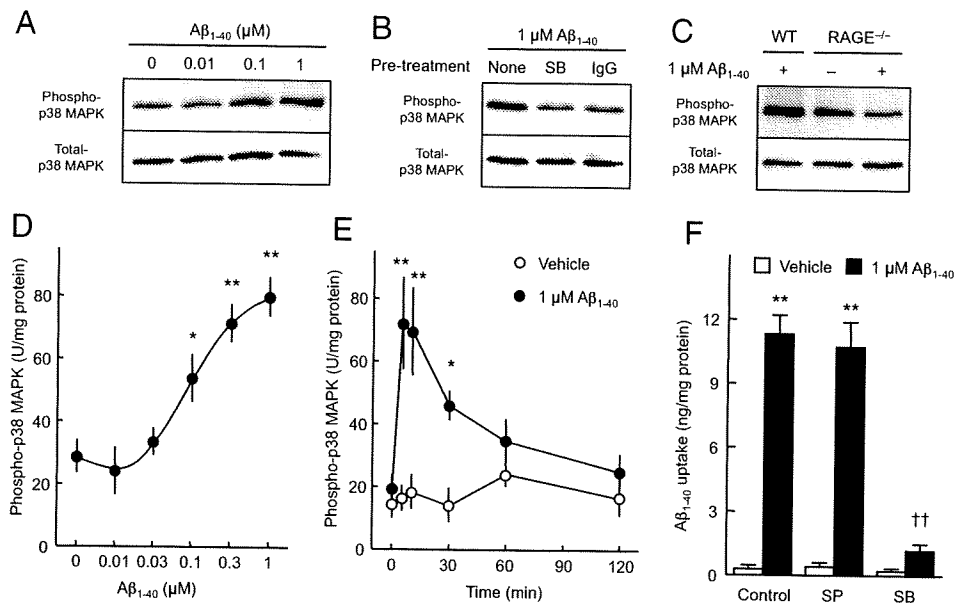 A
Aβ1-40 (μM)
0 0.01 0.1 1
Phospho-
p38 MAPK
Total-
p38 MAPK
B
1 μM Aβ1-40
Pre-treatment None SB IgG
Phospho-
p38 MAPK
Total-
p38 MAPK
C
WT RAGE–/–
1 μM Aβ1-40 + – +
Phospho-
p38 MAPK
Total-
p38 MAPK
D
Phospho-p38 MAPK (U/mg protein)
80
60
40
20
0
* ** **
0 0.01 0.03 0.1 0.3 1
Aβ1-40 (μM)
E
Phospho-p38 MAPK (U/mg protein)
80
60
40
20
0
** ** *
Vehicle
1 μM Aβ1-40
0 30 60 90 120
Time (min)
F
Vehicle 1 μM Aβ1-40
Aβ1-40 uptake (ng/mg protein)
12
9
6
3
0
** ** ††
Control SP SB